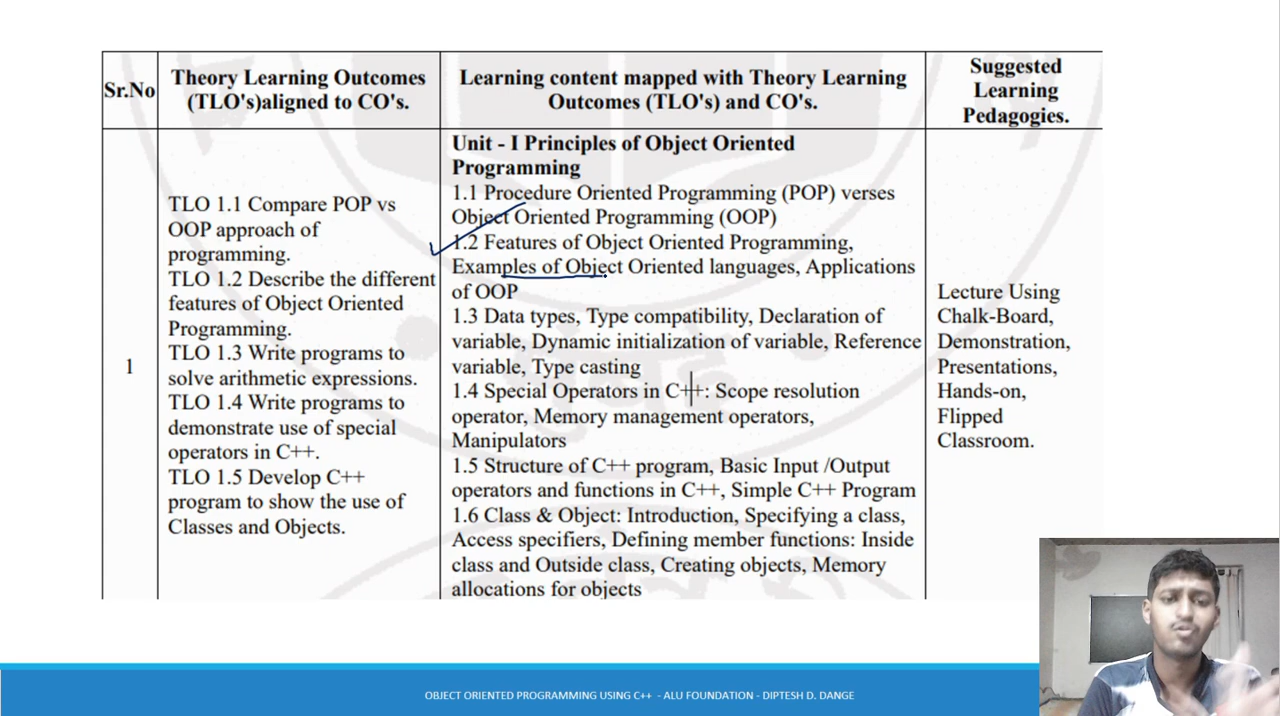 Sr.No
Theory Learning Outcomes
(TLO's)aligned to CO's.
Learning content mapped with Theory Learning
Outcomes (TLO's) and CO's.
Suggested
Learning
Pedagogies.
1
TLO 1.1 Compare POP vs
OOP approach of
programming.
TLO 1.2 Describe the different
features of Object Oriented
Programming.
TLO 1.3 Write programs to
solve arithmetic expressions.
TLO 1.4 Write programs to
demonstrate use of special
operators in C++.
TLO 1.5 Develop C++
program to show the use of
Classes and Objects.
Unit - I Principles of Object Oriented
Programming
1.1 Procedure Oriented Programming (POP) verses
Object Oriented Programming (OOP)
1.2 Features of Object Oriented Programming,
Examples of Object Oriented languages, Applications
of OOP
1.3 Data types, Type compatibility, Declaration of
variable, Dynamic initialization of variable, Reference
variable, Type casting
1.4 Special Operators in C++: Scope resolution
operator, Memory management operators,
Manipulators
1.5 Structure of C++ program, Basic Input /Output
operators and functions in C++, Simple C++ Program
1.6 Class & Object: Introduction, Specifying a class,
Access specifiers, Defining member functions: Inside
class and Outside class, Creating objects, Memory
allocations for objects
Lecture Using
Chalk-Board,
Demonstration,
Presentations,
Hands-on,
Flipped
Classroom.
OBJECT ORIENTED PROGRAMMING USING C++ - ALU FOUNDATION - DIPTESH D. DANGE